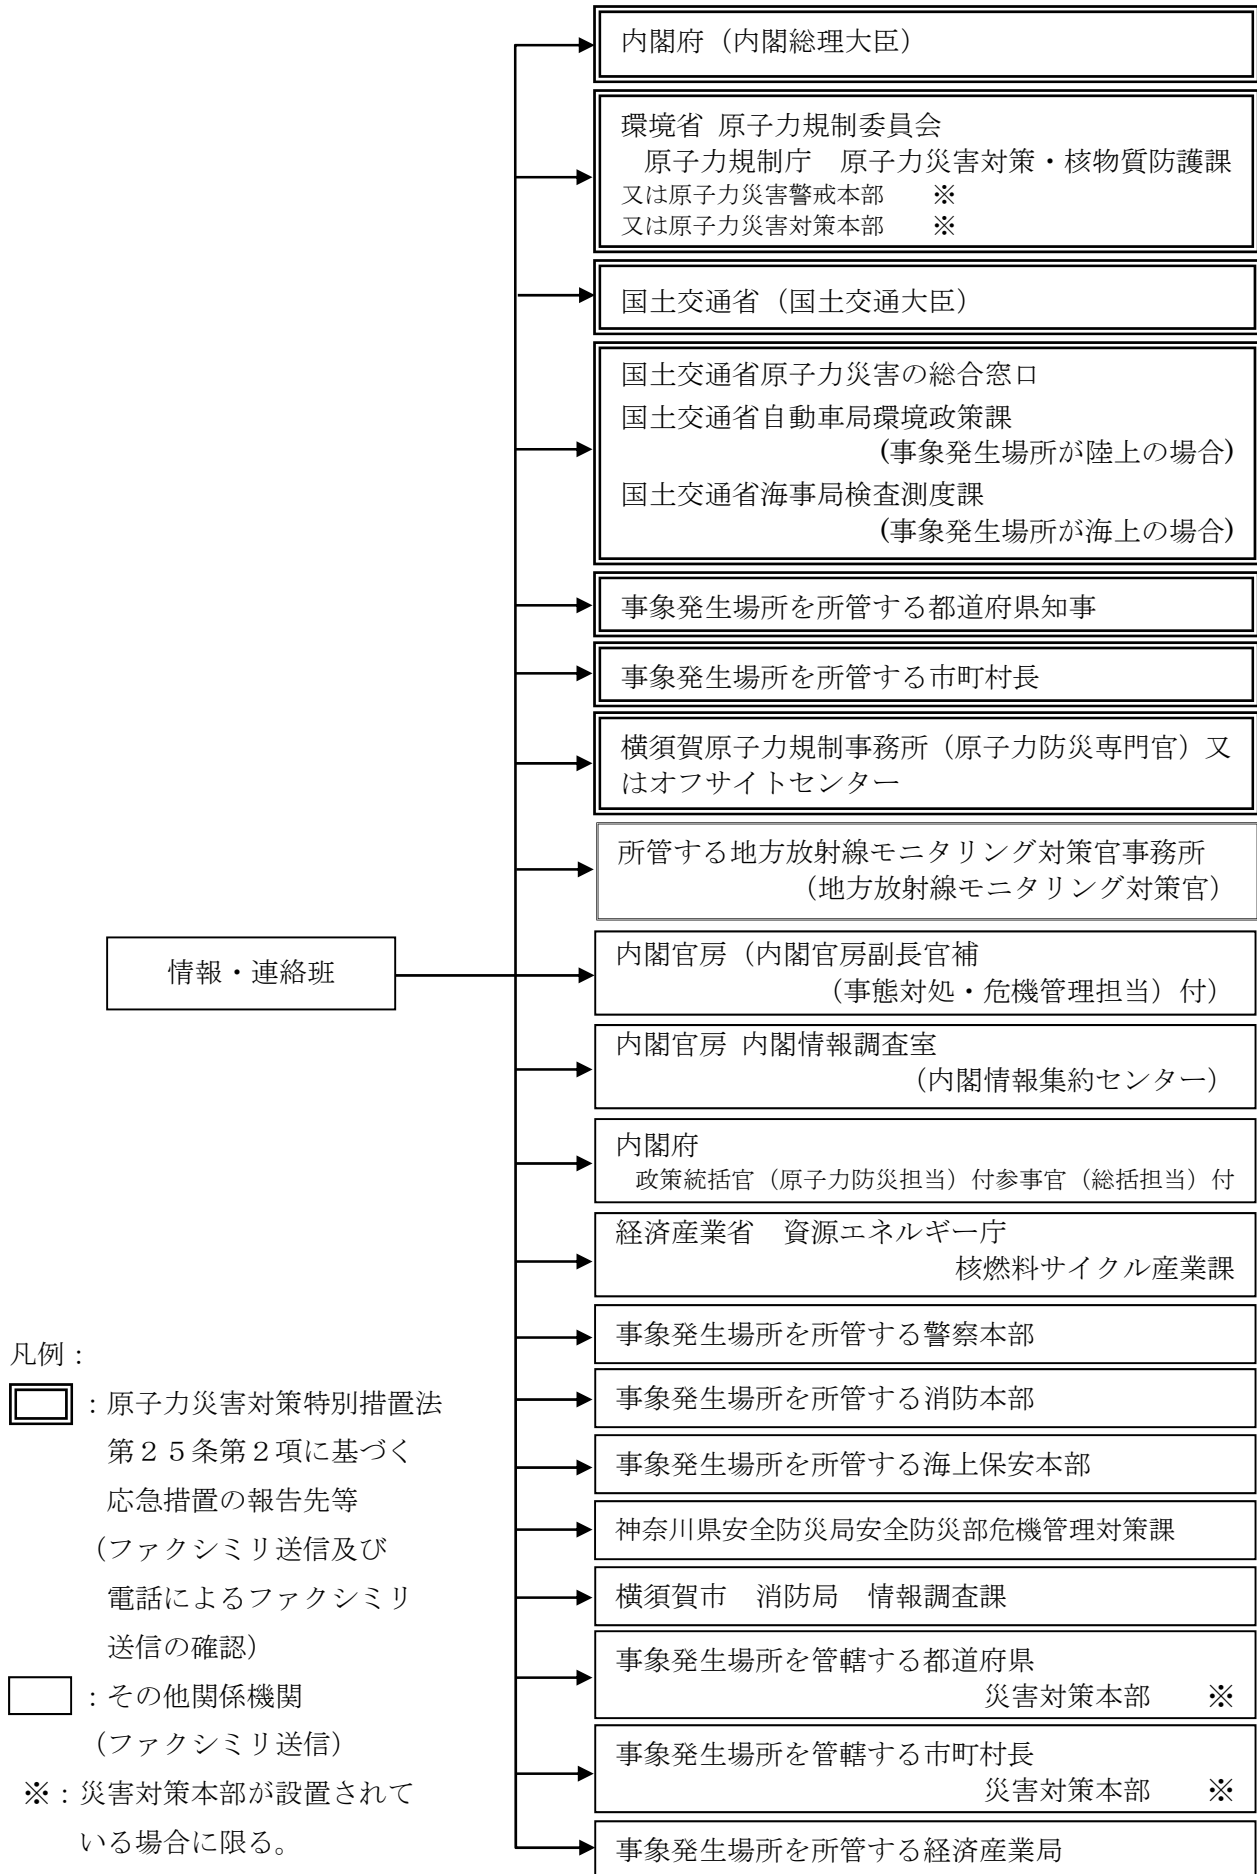 内閣府（内閣総理大臣）
環境省 原子力規制委員会
原子力規制庁　原子力災害対策・核物質防護課
又は原子力災害警戒本部　　※
又は原子力災害対策本部　　※
国土交通省（国土交通大臣）
国土交通省原子力災害の総合窓口
国土交通省自動車局環境政策課
(事象発生場所が陸上の場合)
国土交通省海事局検査測度課
(事象発生場所が海上の場合)
事象発生場所を所管する都道府県知事
事象発生場所を所管する市町村長
横須賀原子力規制事務所（原子力防災専門官）又
はオフサイトセンター
所管する地方放射線モニタリング対策官事務所
（地方放射線モニタリング対策官）
情報・連絡班
内閣官房（内閣官房副長官補
（事態対処・危機管理担当）付）
内閣官房 内閣情報調査室
（内閣情報集約センター）
内閣府
政策統括官（原子力防災担当）付参事官（総括担当）付
経済産業省　資源エネルギー庁
核燃料サイクル産業課
事象発生場所を所管する警察本部
事象発生場所を所管する消防本部
事象発生場所を所管する海上保安本部
神奈川県安全防災局安全防災部危機管理対策課
横須賀市　消防局　情報調査課
事象発生場所を管轄する都道府県
災害対策本部　　※
事象発生場所を管轄する市町村長
災害対策本部　　※
事象発生場所を所管する経済産業局
凡例：
：原子力災害対策特別措置法
第２５条第２項に基づく
応急措置の報告先等
（ファクシミリ送信及び
電話によるファクシミリ
送信の確認）
：その他関係機関
（ファクシミリ送信）
※：災害対策本部が設置されて
いる場合に限る。